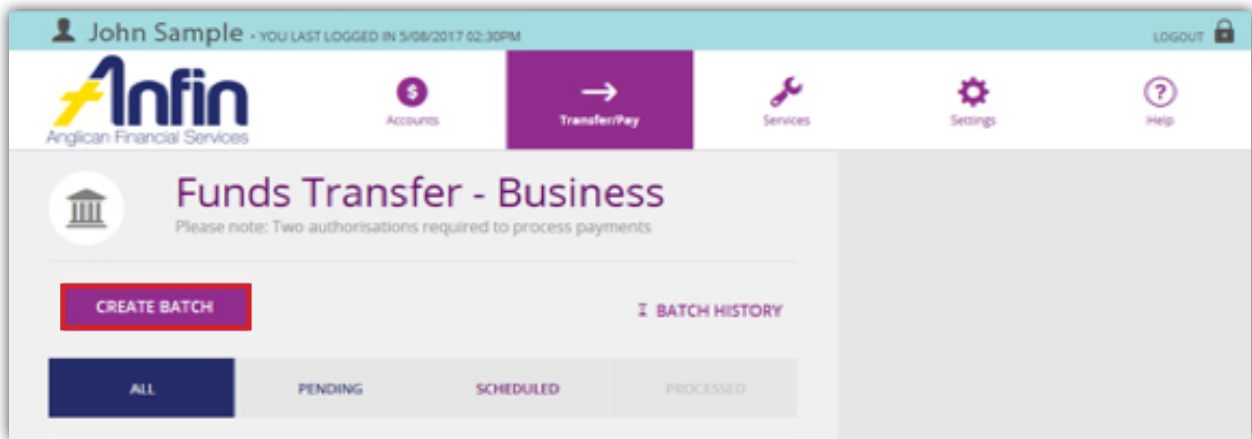 John Sample - YOU LAST LOGGED IN 5/08/2017 02:30PM
LOGOUT
Anfin
Anglican Financial Services
Accounts
Transfer/Pay
Services
Settings
Help
Funds Transfer - Business
Please note: Two authorisations required to process payments
CREATE BATCH
BATCH HISTORY
ALL
PENDING
SCHEDULED
PROCESSED